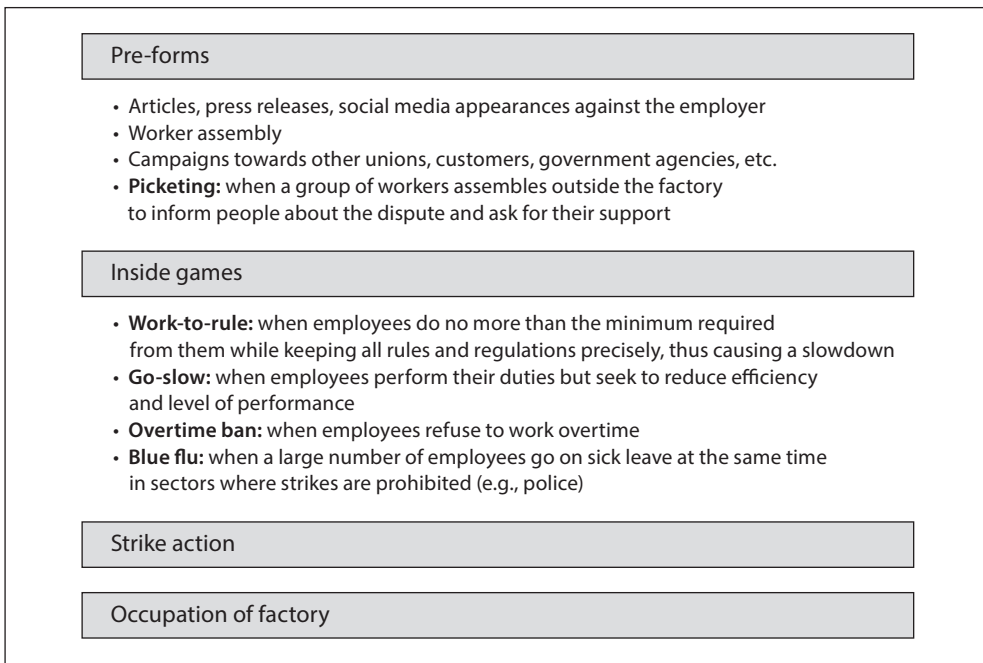 Pre-forms
• Articles, press releases, social media appearances against the employer
• Worker assembly
• Campaigns towards other unions, customers, government agencies, etc.
• Picketing: when a group of workers assembles outside the factory
to inform people about the dispute and ask for their support
Inside games
• Work-to-rule: when employees do no more than the minimum required
from them while keeping all rules and regulations precisely, thus causing a slowdown
• Go-slow: when employees perform their duties but seek to reduce efficiency
and level of performance
• Overtime ban: when employees refuse to work overtime
• Blue flu: when a large number of employees go on sick leave at the same time
in sectors where strikes are prohibited (e.g., police)
Strike action
Occupation of factory